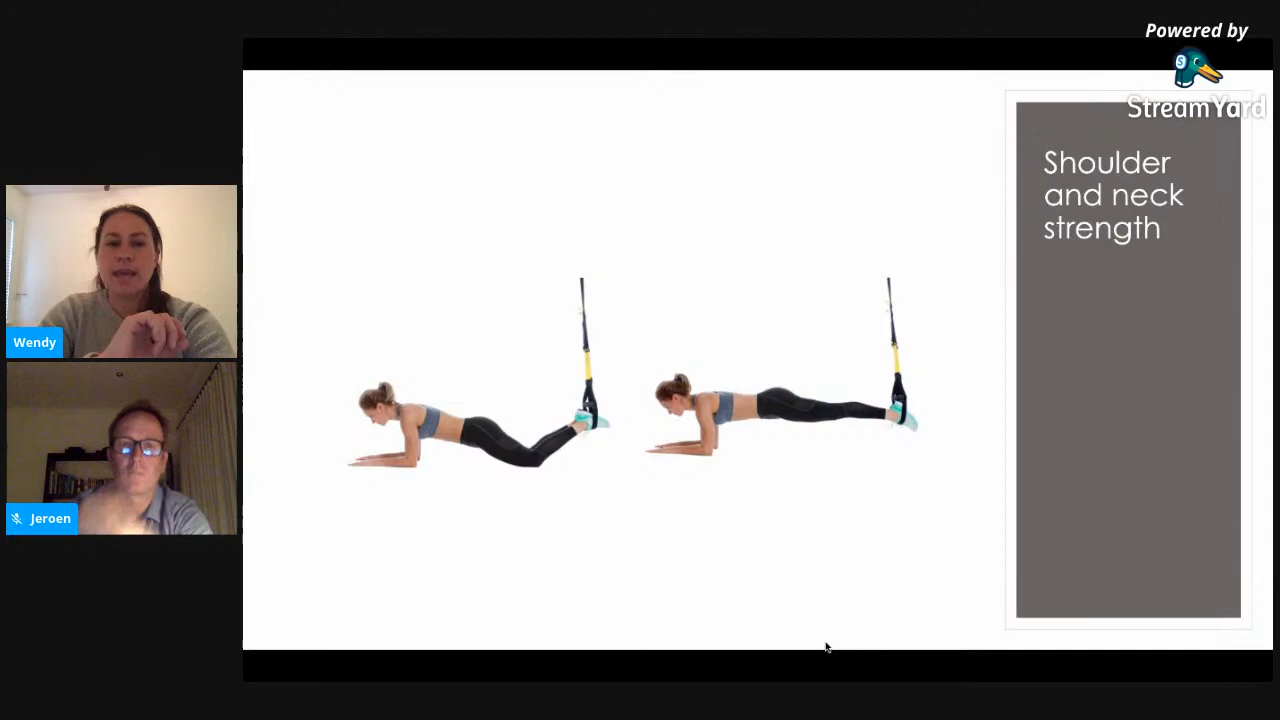 Powered by
StreamYard
Shoulder
and neck
strength
Wendy
Jeroen